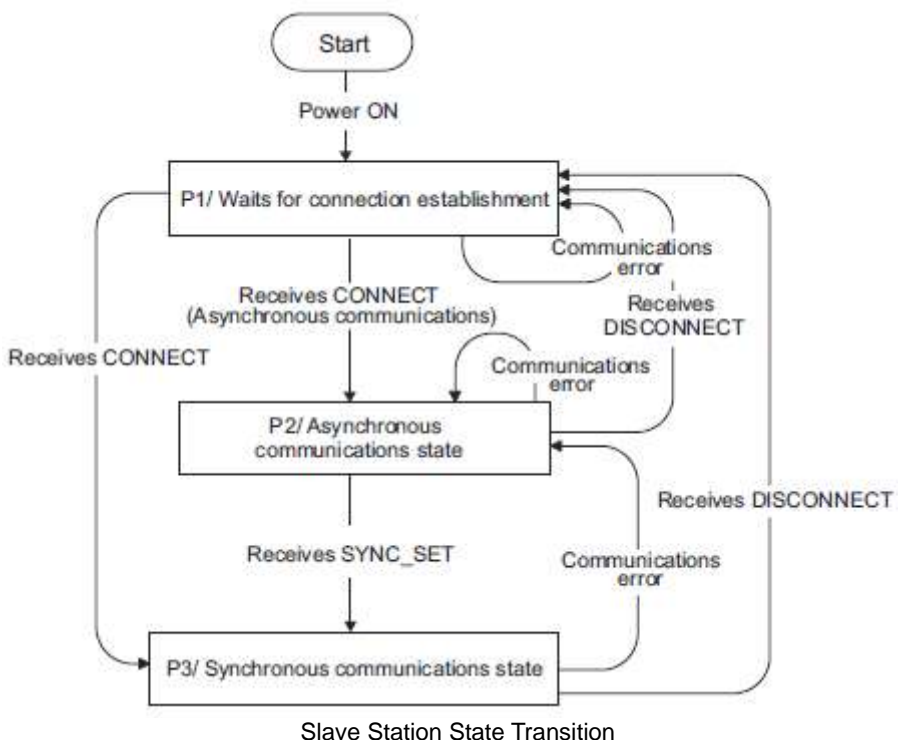 Start
Power ON
P1/ Waits for connection establishment
Communications
error
Receives CONNECT
(Asynchronous communications)
Receives
DISCONNECT
Receives CONNECT
Communications
error
P2/ Asynchronous
communications state
Receives DISCONNECT
Receives SYNC_SET
Communications
error
P3/ Synchronous communications state
Slave Station State Transition